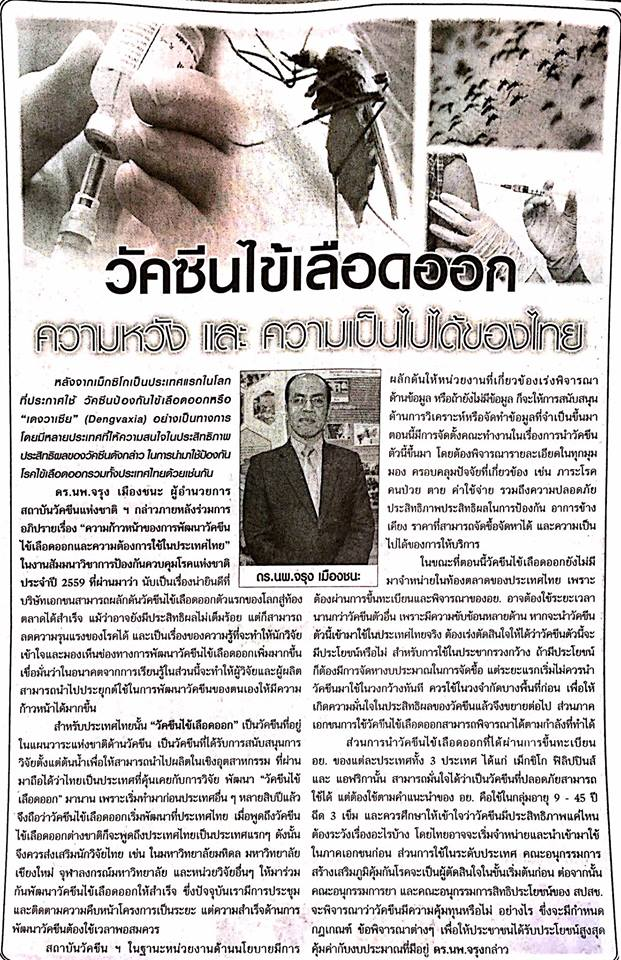 วัคซีนไข้เลือดออก
ความหวัง และ ความเป็นไปได้ของไทย
หลังจากเม็กซิโกเป็นประเทศแรกในโลก
ที่ประกาศใช้ วัคซีนป้องกันไข้เลือดออกหรือ
"เดงวาเซีย" (Dengvaxia) อย่างเป็นทางการ
โดยมีหลายประเทศที่ให้ความสนใจในประสิทธิภาพ
ประสิทธิผลของวัคซีนดังกล่าว ในการนำมาใช้ป้องกัน
โรคไข้เลือดออกรวมทั้งประเทศไทยด้วยเช่นกัน
ดร.นพ.จรุง เมืองชนะ ผู้อำนวยการ
สถาบันวัคซีนแห่งชาติ ฯ กล่าวภายหลังร่วมการ
อภิปรายเรื่อง "ความก้าวหน้าของการพัฒนาวัคซีน
ไข้เลือดออกและความต้องการใช้ในประเทศไทย"
ในงานสัมมนาวิชาการป้องกันควบคุมโรคแห่งชาติ
ประจำปี 2559 ที่ผ่านมาว่า นับเป็นเรื่องน่ายินดีที่
บริษัทเอกชนสามารถผลักดันวัคซีนไข้เลือดออกตัวแรกของโลกสู่ท้อง
ตลาดได้สำเร็จ แม้ว่าอาจยังมีประสิทธิผลไม่เต็มร้อย แต่ก็สามารถ
ลดความรุนแรงของโรคได้ และเป็นเรื่องของความรู้ที่จะทำให้นักวิจัย
เข้าใจและมองเห็นช่องทางการพัฒนาวัคซีนไข้เลือดออกเพิ่มมากขึ้น
เชื่อมั่นว่าในอนาคตจากการเรียนรู้ในส่วนนี้จะทำให้ผู้วิจัยและผู้ผลิต
สามารถนำไปประยุกต์ใช้ในการพัฒนาวัคซีนของตนเองให้มีความ
ก้าวหน้าได้มากขึ้น
สำหรับประเทศไทยนั้น "วัคซีนไข้เลือดออก" เป็นวัคซีนที่อยู่
ในแผนวาระแห่งชาติด้านวัคซีน เป็นวัคซีนที่ได้รับการสนับสนุนการ
วิจัยตั้งแต่ต้นน้ำเพื่อให้สามารถนำไปผลิตในเชิงอุตสาหกรรม ที่ผ่าน
มาถือได้ว่าไทยเป็นประเทศที่คุ้นเคยกับการวิจัย พัฒนา "วัคซีนไข้
เลือดออก" มานาน เพราะเริ่มทำมาก่อนประเทศอื่น ๆ หลายสิบปีแล้ว
จึงถือว่าวัคซีนไข้เลือดออกเริ่มพัฒนาที่ประเทศไทย เมื่อพูดถึงวัคซีน
ไข้เลือดออกต่างชาติก็จะพูดถึงประเทศไทยเป็นประเทศแรกๆ ดังนั้น
จึงควรส่งเสริมนักวิจัยไทย เช่น ในมหาวิทยาลัยมหิดล มหาวิทยาลัย
เชียงใหม่ จุฬาลงกรณ์มหาวิทยาลัย และหน่วยวิจัยอื่นๆ ให้มาร่วม
กันพัฒนาวัคซีนไข้เลือดออกให้สำเร็จ ซึ่งปัจจุบันเรามีการประชุม
และติดตามความคืบหน้าโครงการเป็นระยะ แต่ความสำเร็จด้านการ
พัฒนาวัคซีนต้องใช้เวลาพอสมควร
สถาบันวัคซีน ฯ ในฐานะหน่วยงานด้านนโยบายมีการ
ดร.นพ.จรุง เมืองชนะ
ผลักดันให้หน่วยงานที่เกี่ยวข้องเร่งพิจารณา
ด้านข้อมูล หรือถ้ายังไม่มีข้อมูล ก็จะให้การสนับสนุน
ด้านการวิเคราะห์หรือจัดทำข้อมูลที่จำเป็นขึ้นมา
ตอนนี้มีการจัดตั้งคณะทำงานในเรื่องการนำวัคซีน
ตัวนี้ขึ้นมา โดยต้องพิจารณารายละเอียดในทุกมุม
มอง ครอบคลุมปัจจัยที่เกี่ยวข้อง เช่น ภาระโรค
คนป่วย ตาย ค่าใช้จ่าย รวมถึงความปลอดภัย
ประสิทธิภาพประสิทธิผลในการป้องกัน อาการข้าง
เคียง ราคาที่สามารถจัดซื้อจัดหาได้ และความเป็น
ไปได้ของการให้บริการ
ในขณะที่ตอนนี้วัคซีนไข้เลือดออกยังไม่มี
มาจำหน่ายในท้องตลาดของประเทศไทย เพราะ
ต้องผ่านการขึ้นทะเบียนและพิจารณาของอย. อาจต้องใช้ระยะเวลา
นานกว่าวัคซีนตัวอื่น เพราะมีความซับซ้อนหลายด้าน หากจะนำวัคซีน
ตัวนี้เข้ามาใช้ในประเทศไทยจริง ต้องเร่งตัดสินใจให้ได้ว่าวัคซีนตัวนี้จะ
มีประโยชน์หรือไม่ สำหรับการใช้ในประชากรวงกว้าง ถ้ามีประโยชน์
ก็ต้องมีการจัดหางบประมาณในการจัดซื้อ แต่ระยะแรกเริ่มไม่ควรนำ
วัคซีนมาใช้ในวงกว้างทันที ควรใช้ในวงจำกัดบางพื้นที่ก่อน เพื่อให้
เกิดความมั่นใจในประสิทธิผลของวัคซีนแล้วจึงขยายต่อไป ส่วนภาค
เอกชนการใช้วัคซีนไข้เลือดออกสามารถพิจารณาได้ตามกำลังที่ทำได้
ส่วนการนำวัคซีนไข้เลือดออกที่ได้ผ่านการขึ้นทะเบียน
อย. ของแต่ละประเทศทั้ง 3 ประเทศ ได้แก่ เม็กซิโก ฟิลิปปินส์
และ แอฟริกานั้น สามารถมั่นใจได้ว่าเป็นวัคซีนที่ปลอดภัยสามารถ
ใช้ได้ แต่ต้องใช้ตามคำแนะนำของ อย. คือใช้ในกลุ่มอายุ 9 - 45 ปี
ฉีด 3 เข็ม และควรศึกษาให้เข้าใจว่าวัคซีนมีประสิทธิภาพแค่ไหน
ต้องระวังเรื่องอะไรบ้าง โดยไทยอาจจะเริ่มจำหน่ายและนำเข้ามาใช้
ในภาคเอกชนก่อน ส่วนการใช้ในระดับประเทศ คณะอนุกรรมการ
สร้างเสริมภูมิคุ้มกันโรคจะเป็นผู้ตัดสินใจในขั้นเริ่มต้นก่อน ต่อจากนั้น
คณะอนุกรรมการยา และคณะอนุกรรมการสิทธิประโยชน์ของ สปสช.
จะพิจารณาว่าวัคซีนมีความคุ้มทุนหรือไม่ อย่างไร ซึ่งจะมีกำหนด
กฎเกณฑ์ ข้อพิจารณาต่างๆ เพื่อให้ประชาชนได้รับประโยชน์สูงสุด
คุ้มค่ากับงบประมาณที่มีอยู่ ดร.นพ.จรุงกล่าว